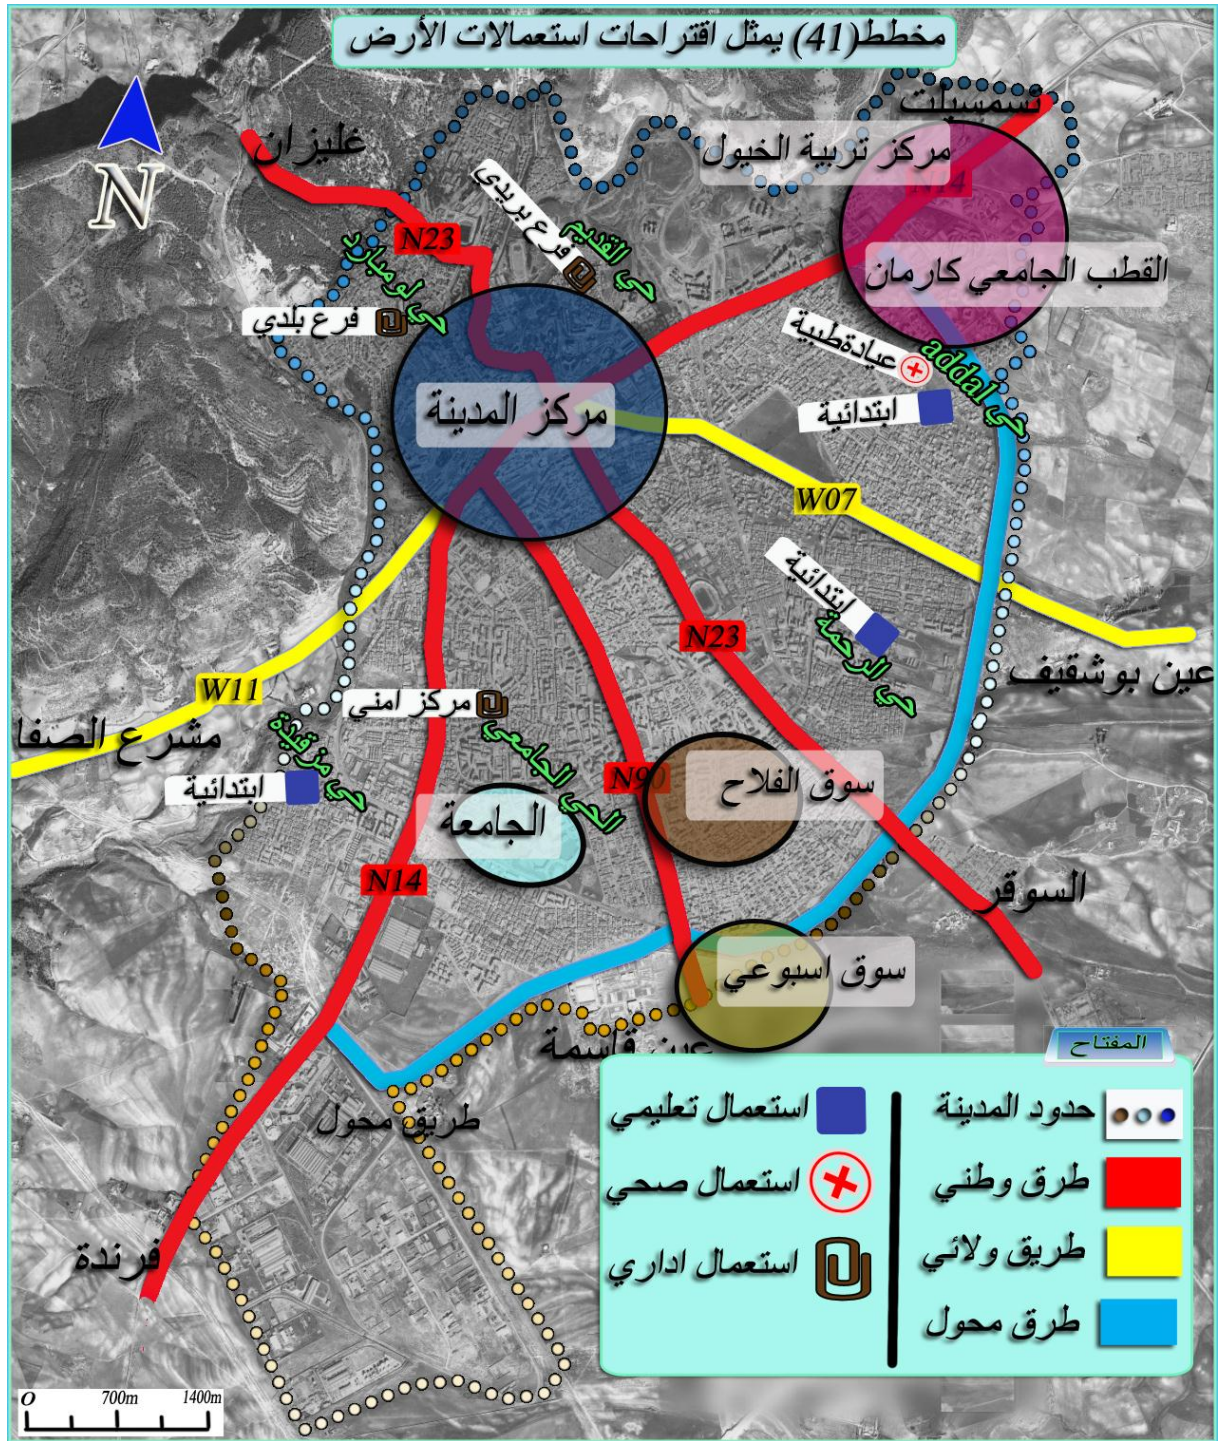 مخطط(41) يمثل اقتراحات استعمالات الأرض
N
تسمسيلت
غليزان
مركز تربية الخيول
N14
فرع بريدي
حي القديم
N23
حي لومبارد
القطب الجامعي كارمان
فرع بلدي
عيادة طبية
حي addal
ابتدائية
مركز المدينة
W07
ابتدائية
حي الرحمة
N23
عين بوشقيف
W11
مركز امني
مشرع الصفا
حي مزقيدة
الحي الجامعي
ابتدائية
N90
سوق الفلاح
الجامعة
N14
السوقر
سوق اسبوعي
عين قاسمة
طريق محول
فرندة
المفتاح
حدود المدينة
طرق وطني
طريق ولائي
طرق محول
استعمال تعليمي
استعمال صحي
استعمال اداري
O 700m 1400m